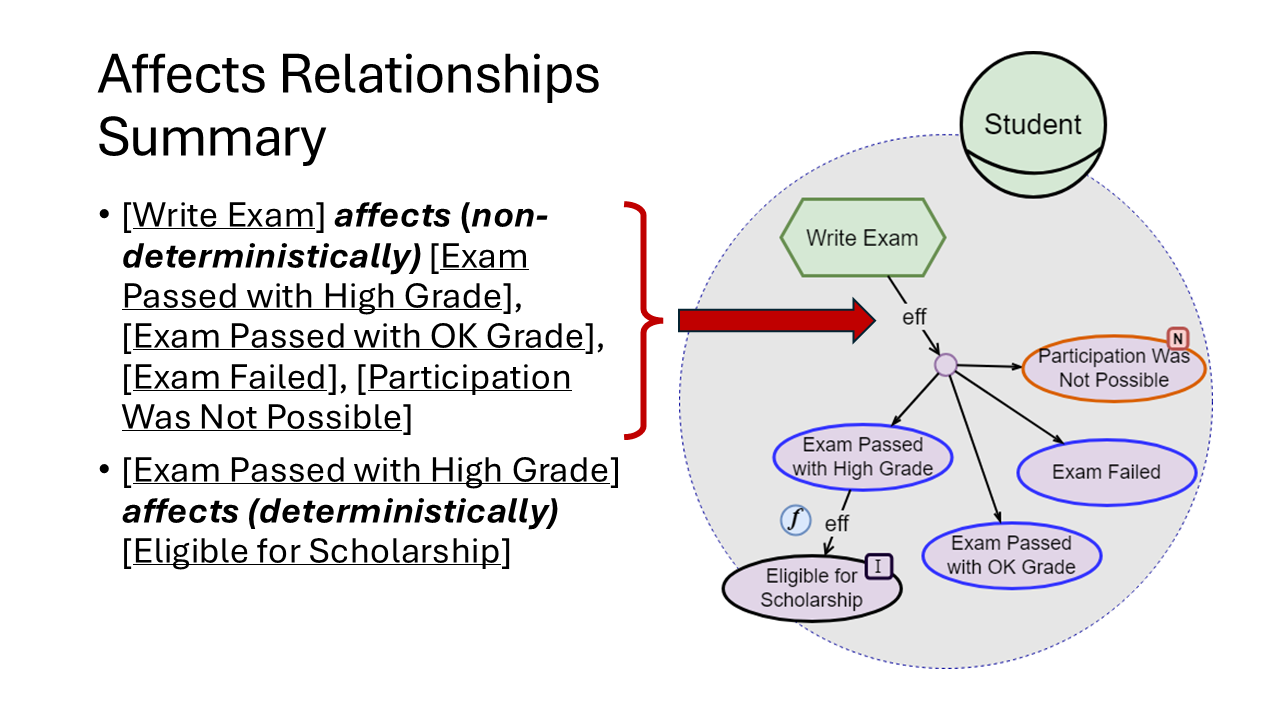 Affects Relationships
Summary
• [Write Exam] affects (non-
deterministically) [Exam
Passed with High Grade],
[Exam Passed with OK Grade],
[Exam Failed], [Participation
Was Not Possible]
• [Exam Passed with High Grade]
affects (deterministically)
[Eligible for Scholarship]
Student
Write Exam
eff
N
Participation Was
Not Possible
Exam Passed
with High Grade
Exam Failed
f
eff
Exam Passed
with OK Grade
I
Eligible for
Scholarship